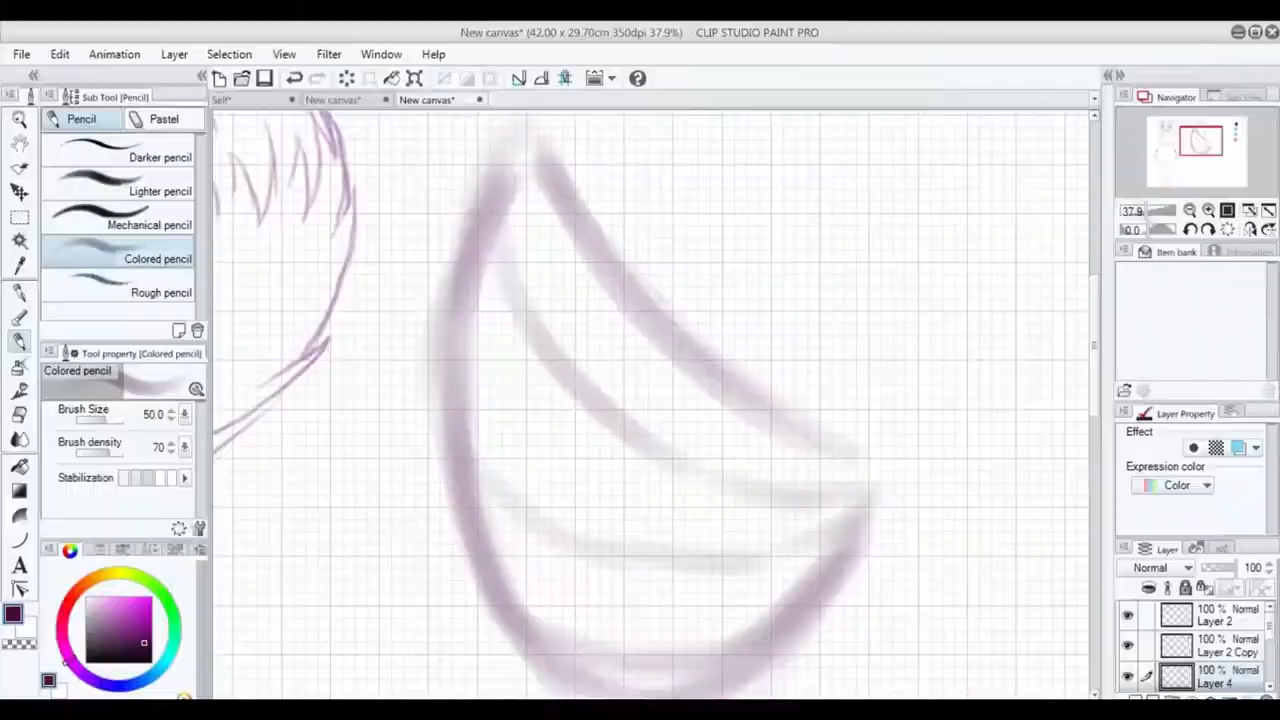 New canvas* (42.00 x 29.70cm 350dpi 37.9%) - CLIP STUDIO PAINT PRO
File Edit Animation Layer Selection View Filter Window Help
Sub Tool [Pencil]
Self* New canvas* New canvas*
Navigator
Pencil Pastel
Darker pencil
Lighter pencil
Mechanical pencil
Colored pencil
Rough pencil
37.9
0.0
Item bank Information
Tool property [Colored pencil]
Colored pencil
Brush Size 50.0
Brush density 70
Stabilization
Layer Property
Effect
Expression color
Color
Layer
Normal 100
100 % Normal
Layer 2
100 % Normal
Layer 2 Copy
100 % Normal
Layer 4
A